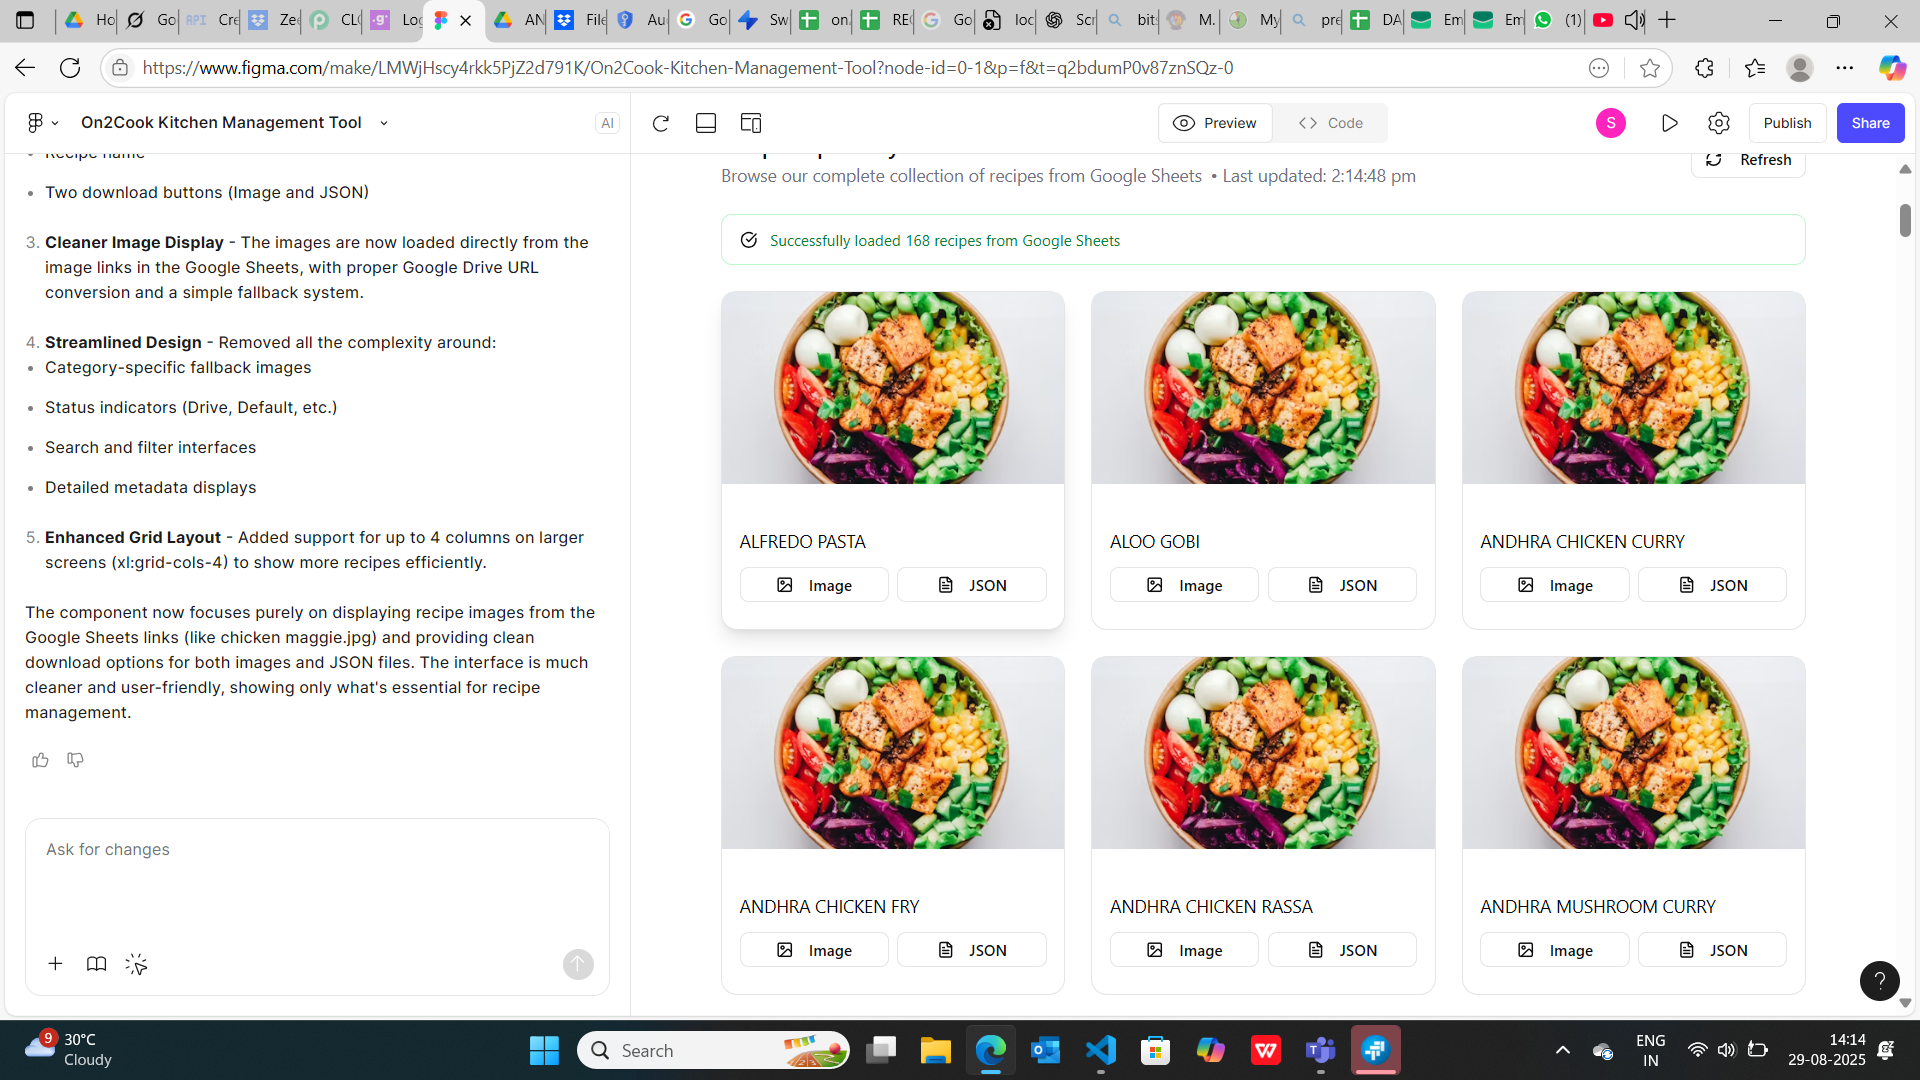 Ho
Go
API Cre
Zee
CLO
Loo
AN
File
Au
Go
Sw
on
REC
Go
loc
Scr
bit
M.
My
pre
DA
Em
Em
(1)
https://www.figma.com/make/LMWjHscy4rkk5PjZ2d791K/On2Cook-Kitchen-Management-Tool?node-id=0-1&p=f&t=q2bdumP0v87znSQz-0
On2Cook Kitchen Management Tool
AI
Preview
Code
S
Publish
Share
Recipe name
• Two download buttons (Image and JSON)
3. Cleaner Image Display - The images are now loaded directly from the
image links in the Google Sheets, with proper Google Drive URL
conversion and a simple fallback system.
4. Streamlined Design - Removed all the complexity around:
• Category-specific fallback images
• Status indicators (Drive, Default, etc.)
• Search and filter interfaces
• Detailed metadata displays
5. Enhanced Grid Layout - Added support for up to 4 columns on larger
screens (xl:grid-cols-4) to show more recipes efficiently.
The component now focuses purely on displaying recipe images from the
Google Sheets links (like chicken maggie.jpg) and providing clean
download options for both images and JSON files. The interface is much
cleaner and user-friendly, showing only what's essential for recipe
management.
Ask for changes
Browse our complete collection of recipes from Google Sheets • Last updated: 2:14:48 pm
Refresh
Successfully loaded 168 recipes from Google Sheets
ALFREDO PASTA
Image
JSON
ALOO GOBI
Image
JSON
ANDHRA CHICKEN CURRY
Image
JSON
ANDHRA CHICKEN FRY
Image
JSON
ANDHRA CHICKEN RASSA
Image
JSON
ANDHRA MUSHROOM CURRY
Image
JSON
?
9
30°C
Cloudy
Search
ENG
IN
14:14
29-08-2025